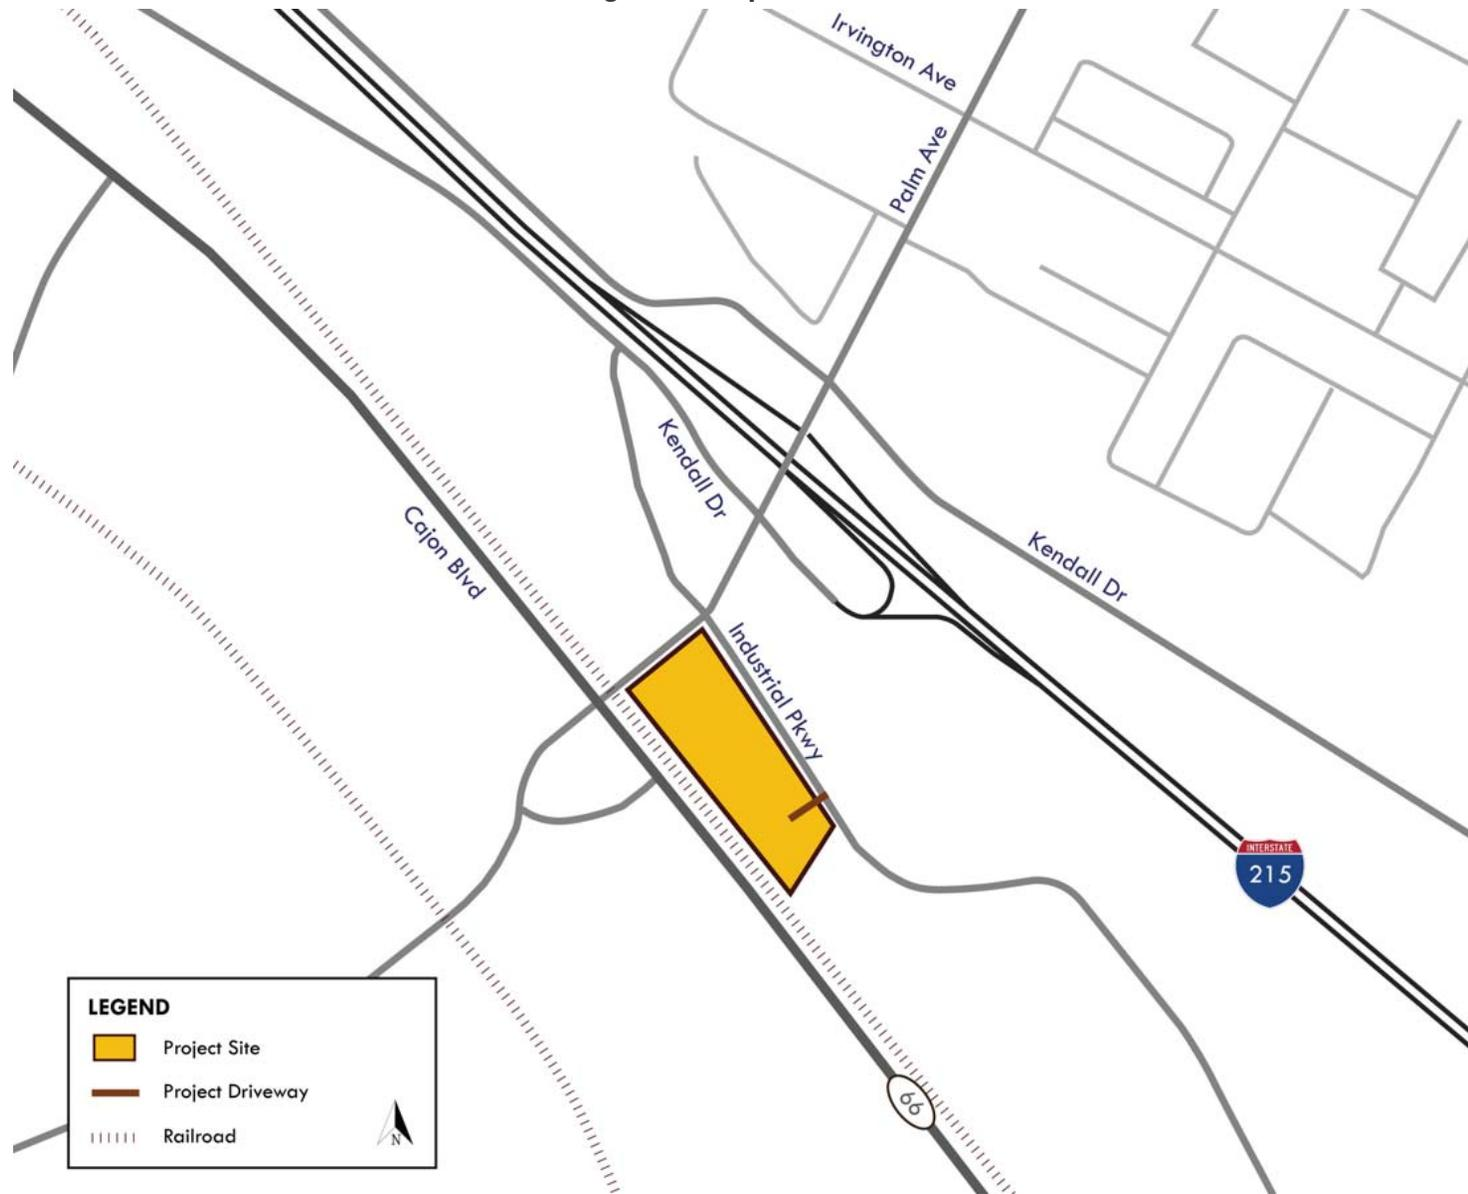 Irvington Ave
Palm Ave
Kendall Dr
Cajon Blvd
Kendall Dr
Industrial Pkwy
INTERSTATE
215
66
LEGEND
Project Site
Project Driveway
Railroad
N